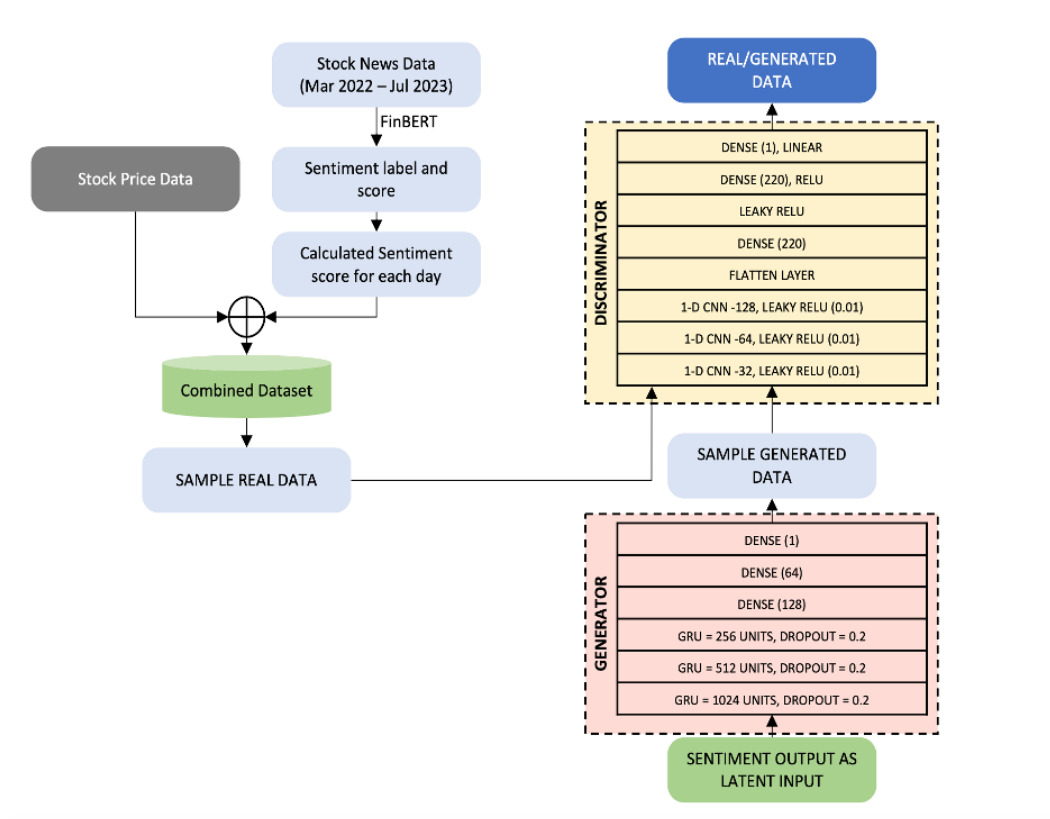 Stock News Data
(Mar 2022 – Jul 2023)
FinBERT
Stock Price Data
Sentiment label and
score
Calculated Sentiment
score for each day
Combined Dataset
SAMPLE REAL DATA
REAL/GENERATED
DATA
DISCRIMINATOR
DENSE (1), LINEAR
DENSE (220), RELU
LEAKY RELU
DENSE (220)
FLATTEN LAYER
1-D CNN -128, LEAKY RELU (0.01)
1-D CNN -64, LEAKY RELU (0.01)
1-D CNN -32, LEAKY RELU (0.01)
SAMPLE GENERATED
DATA
GENERATOR
DENSE (1)
DENSE (64)
DENSE (128)
GRU = 256 UNITS, DROPOUT = 0.2
GRU = 512 UNITS, DROPOUT = 0.2
GRU = 1024 UNITS, DROPOUT = 0.2
SENTIMENT OUTPUT AS
LATENT INPUT